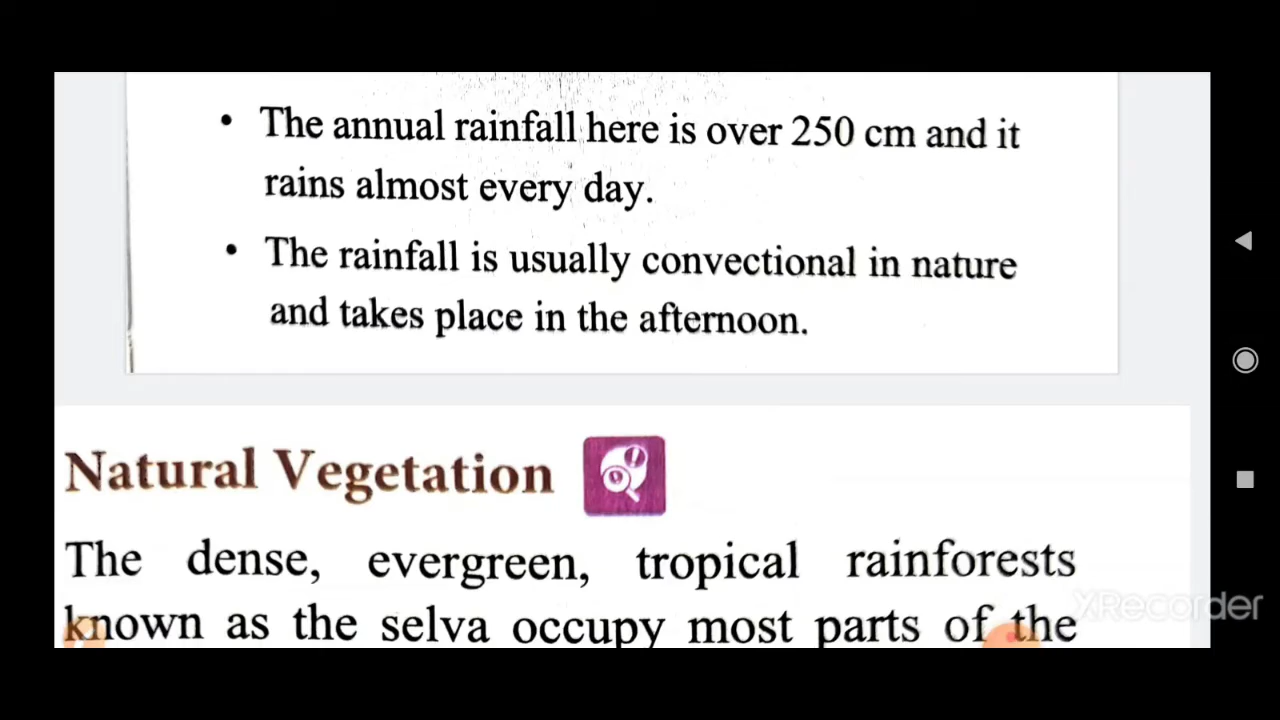 • The annual rainfall here is over 250 cm and it
rains almost every day.
• The rainfall is usually convectional in nature
and takes place in the afternoon.
Natural Vegetation
The dense, evergreen, tropical rainforests
known as the selva occupy most parts of the
XRecorder